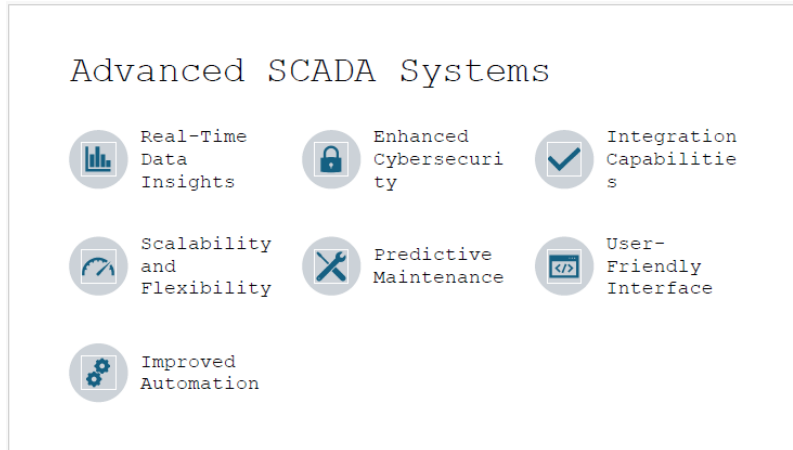 Advanced SCADA Systems
Real-Time
Data
Insights
Enhanced
Cybersecuri
ty
Integration
Capabilitie
s
Scalability
and
Flexibility
Predictive
Maintenance
User-
Friendly
Interface
Improved
Automation